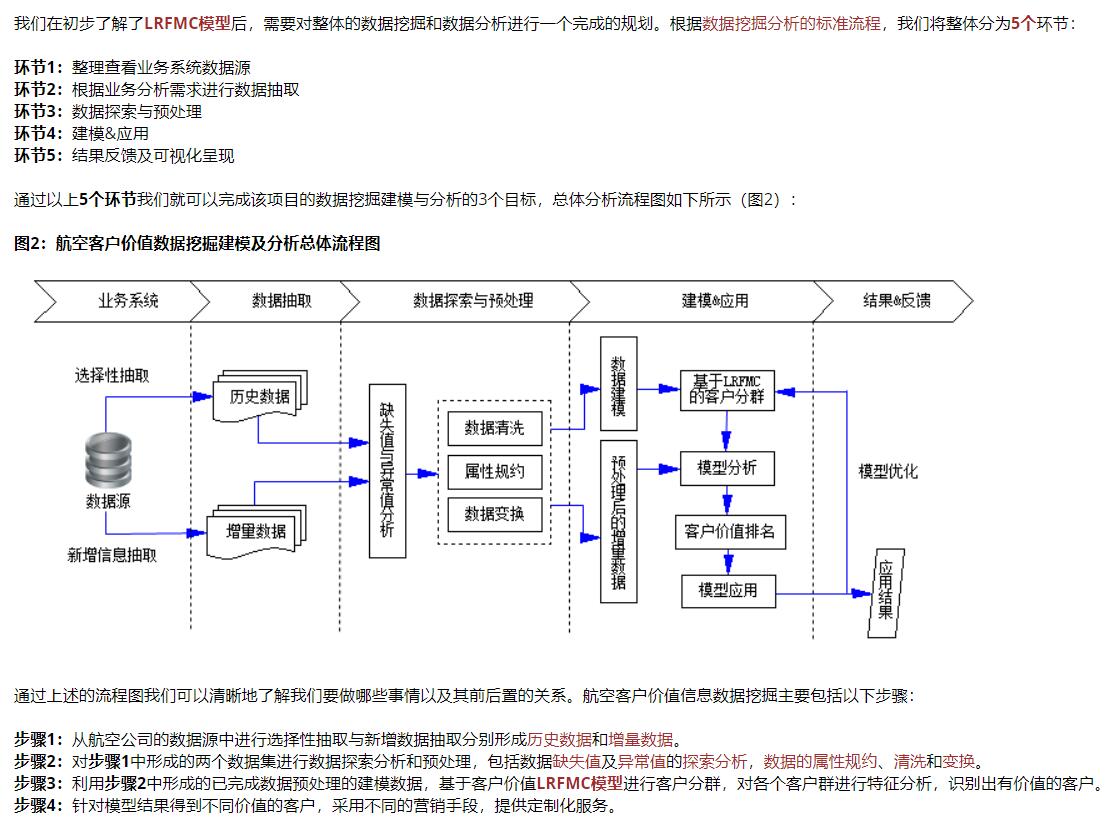 我们在初步了解了LRFMC模型后，需要对整体的数据挖掘和数据分析进行一个完成的规划。根据数据挖掘分析的标准流程，我们将整体分为5个环节：
环节1：整理查看业务系统数据源
环节2：根据业务分析需求进行数据抽取
环节3：数据探索与预处理
环节4：建模&应用
环节5：结果反馈及可视化呈现
通过以上5个环节我们就可以完成该项目的数据挖掘建模与分析的3个目标，总体分析流程图如下所示（图2）：
图2：航空客户价值数据挖掘建模及分析总体流程图
业务系统
数据抽取
数据探索与预处理
建模&应用
结果&反馈
选择性抽取
数据源
新增信息抽取
历史数据
增量数据
缺失值与异常值分析
数据清洗
属性规约
数据变换
数据建模
预处理后的增量数据
基于LRFMC
的客户分群
模型分析
客户价值排名
模型应用
模型优化
应用结果
通过上述的流程图我们可以清晰地了解我们要做哪些事情以及其前后置的关系。航空客户价值信息数据挖掘主要包括以下步骤：
步骤1：从航空公司的数据源中进行选择性抽取与新增数据抽取分别形成历史数据和增量数据。
步骤2：对步骤1中形成的两个数据集进行数据探索分析和预处理，包括数据缺失值及异常值的探索分析，数据的属性规约、清洗和变换。
步骤3：利用步骤2中形成的已完成数据预处理的建模数据，基于客户价值LRFMC模型进行客户分群，对各个客户群进行特征分析，识别出有价值的客户。
步骤4：针对模型结果得到不同价值的客户，采用不同的营销手段，提供定制化服务。